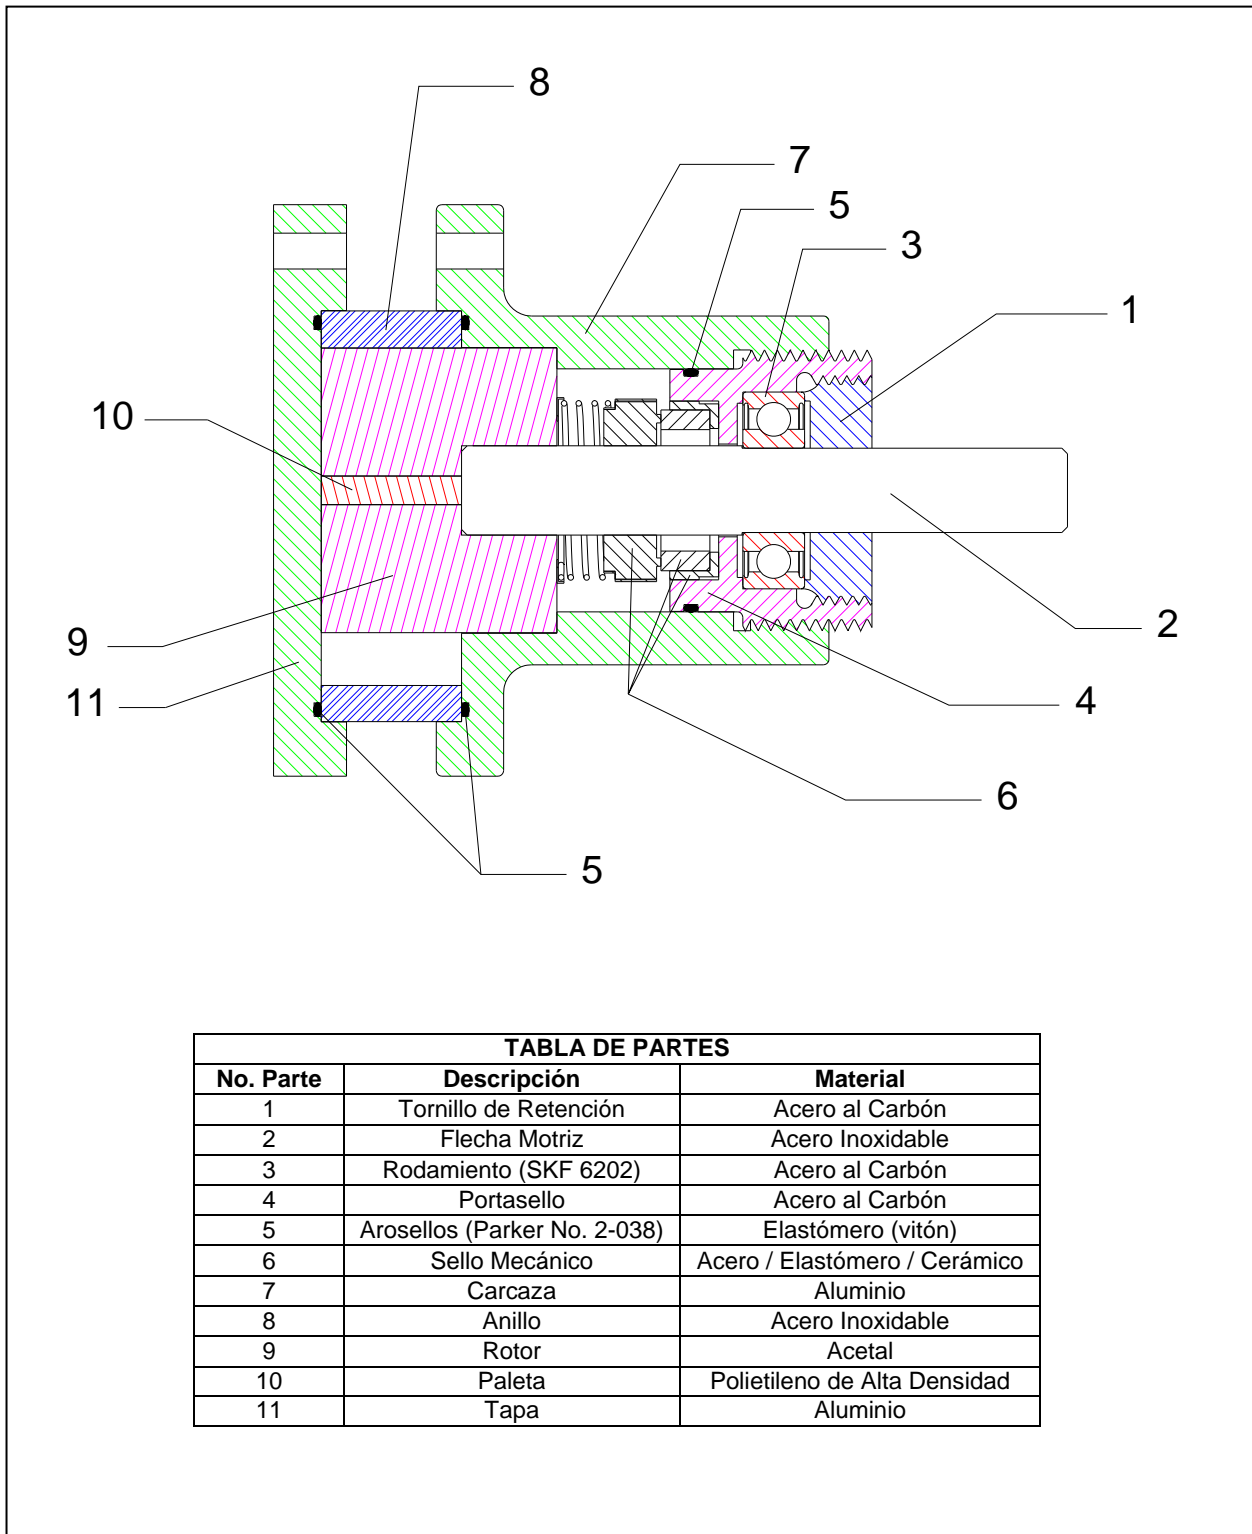 8
7
5
3
1
10
2
9
11
4
6
5
TABLA DE PARTES
No. Parte Descripción Material
1 Tornillo de Retención Acero al Carbón
2 Flecha Motriz Acero Inoxidable
3 Rodamiento (SKF 6202) Acero al Carbón
4 Portasello Acero al Carbón
5 Arosellos (Parker No. 2-038) Elastómero (vitón)
6 Sello Mecánico Acero / Elastómero / Cerámico
7 Carcaza Aluminio
8 Anillo Acero Inoxidable
9 Rotor Acetal
10 Paleta Polietileno de Alta Densidad
11 Tapa Aluminio